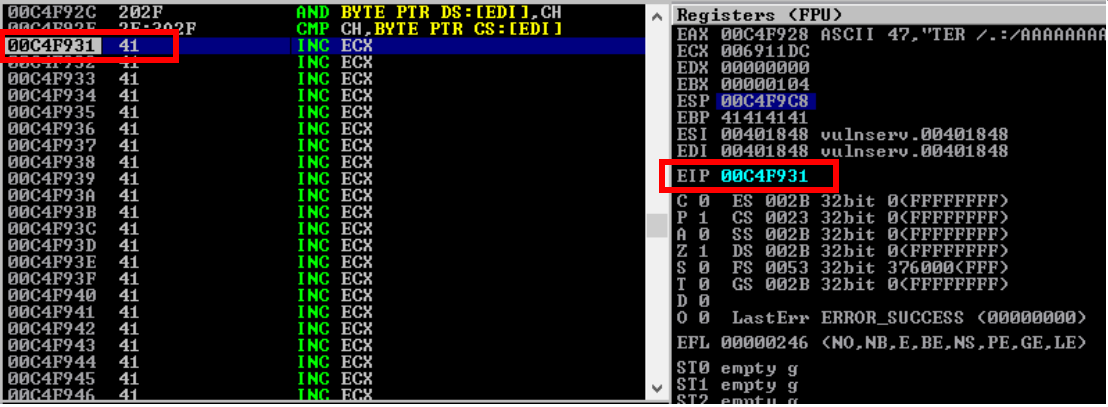 00C4F92C 202F AND BYTE PTR DS:[EDI],CH
CMP CH,BYTE PTR CS:[EDI]
00C4F931 41 INC ECX
00C4F932 41 INC ECX
00C4F933 41 INC ECX
00C4F934 41 INC ECX
00C4F935 41 INC ECX
00C4F936 41 INC ECX
00C4F937 41 INC ECX
00C4F938 41 INC ECX
00C4F939 41 INC ECX
00C4F93A 41 INC ECX
00C4F93B 41 INC ECX
00C4F93C 41 INC ECX
00C4F93D 41 INC ECX
00C4F93E 41 INC ECX
00C4F93F 41 INC ECX
00C4F940 41 INC ECX
00C4F941 41 INC ECX
00C4F942 41 INC ECX
00C4F943 41 INC ECX
00C4F944 41 INC ECX
00C4F945 41 INC ECX
00C4F946 41 INC ECX
Registers (FPU)
EAX 00C4F928 ASCII 47,"TER /.:/AAAAAAAA
ECX 006911DC
EDX 00000000
EBX 00000104
ESP 00C4F9C8
EBP 41414141
ESI 00401848 vulnserv.00401848
EDI 00401848 vulnserv.00401848
EIP 00C4F931
C 0 ES 002B 32bit 0(FFFFFFFF)
P 1 CS 0023 32bit 0(FFFFFFFF)
A 0 SS 002B 32bit 0(FFFFFFFF)
Z 1 DS 002B 32bit 0(FFFFFFFF)
S 0 FS 0053 32bit 376000(FFF)
T 0 GS 002B 32bit 0(FFFFFFFF)
D 0
O 0 LastErr ERROR_SUCCESS (00000000)
EFL 00000246 (NO,NB,E,BE,NS,PE,GE,LE)
ST0 empty g
ST1 empty g
ST2 empty g